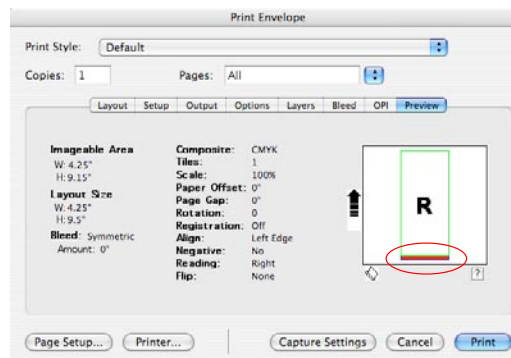 Print Envelope
Print Style: Default
Copies: 1 Pages: All
Layout Setup Output Options Layers Bleed OPI Preview
Imageable Area
W: 4.25"
H: 9.15"
Layout Size
W: 4.25"
H: 9.5"
Bleed: Symmetric
Amount: 0"
Composite: CMYK
Tiles: 1
Scale: 100%
Paper Offset: 0"
Page Gap: 0"
Rotation: 0
Registration: Off
Align: Left Edge
Negative: No
Reading: Right
Flip: None
R
?
Page Setup... Printer... Capture Settings Cancel Print